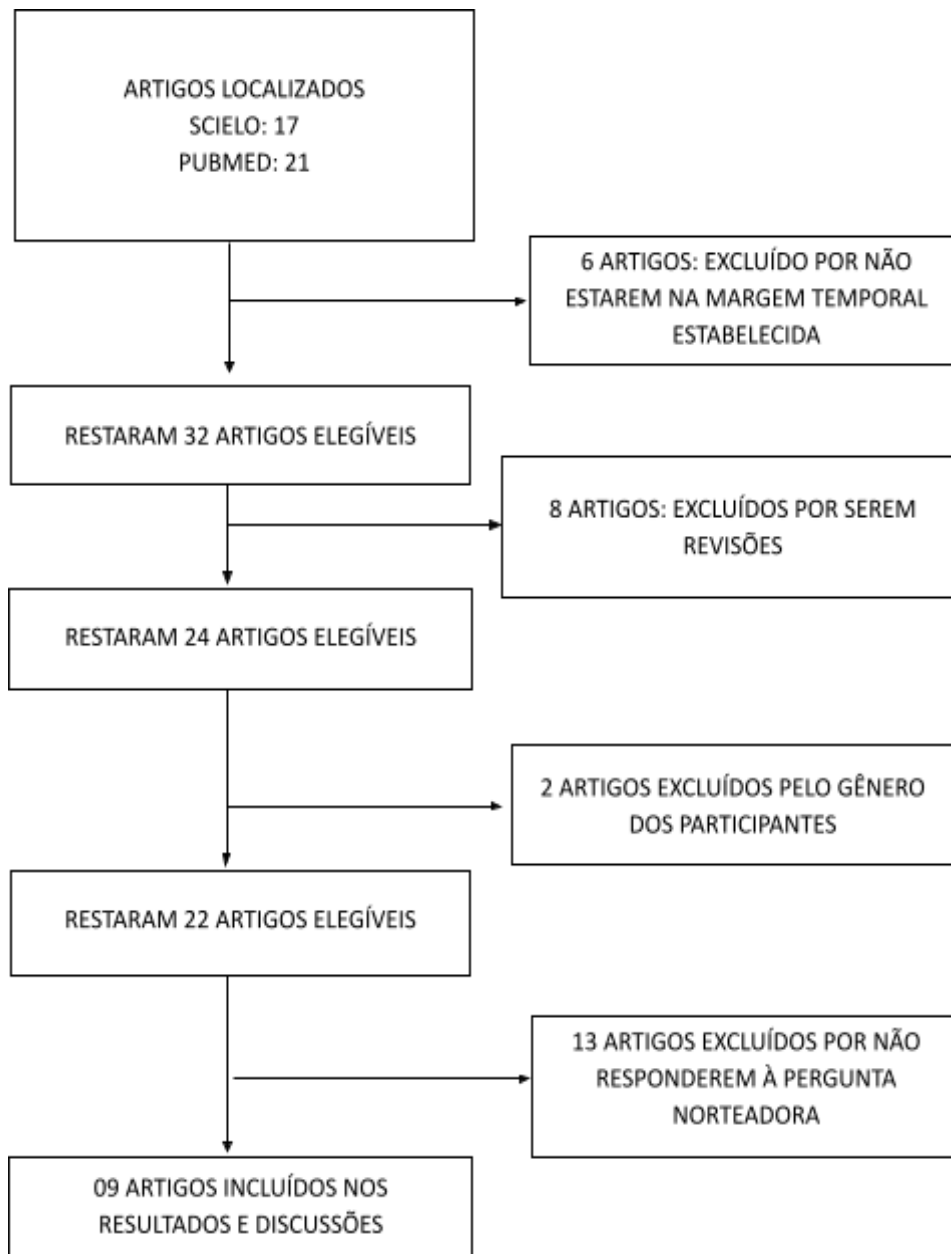 ARTIGOS LOCALIZADOS
SCIELO: 17
PUBMED: 21
6 ARTIGOS: EXCLUÍDO POR NÃO
ESTAREM NA MARGEM TEMPORAL
ESTABELECIDA
RESTARAM 32 ARTIGOS ELEGÍVEIS
8 ARTIGOS: EXCLUÍDOS POR SEREM
REVISÕES
RESTARAM 24 ARTIGOS ELEGÍVEIS
2 ARTIGOS EXCLUÍDOS PELO GÊNERO
DOS PARTICIPANTES
RESTARAM 22 ARTIGOS ELEGÍVEIS
13 ARTIGOS EXCLUÍDOS POR NÃO
RESPONDEREM À PERGUNTA
NORTEADORA
09 ARTIGOS INCLUÍDOS NOS
RESULTADOS E DISCUSSÕES